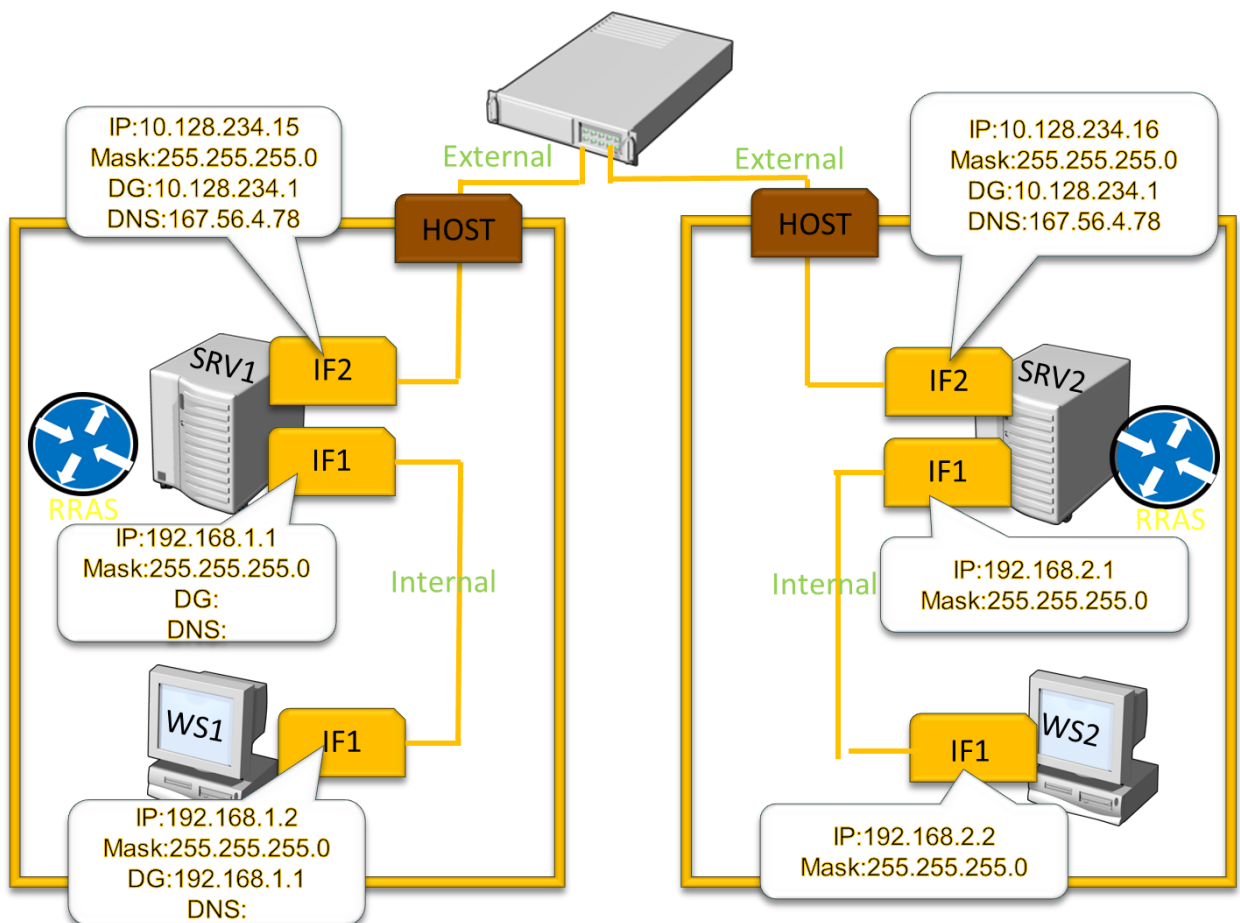 IP:10.128.234.15
Mask:255.255.255.0
DG:10.128.234.1
DNS:167.56.4.78
External
External
IP:10.128.234.16
Mask:255.255.255.0
DG:10.128.234.1
DNS:167.56.4.78
HOST
HOST
SRV1
IF2
IF2
SRV2
IF1
IF1
RRAS
RRAS
IP:192.168.1.1
Mask:255.255.255.0
DG:
DNS:
Internal
Internal
IP:192.168.2.1
Mask:255.255.255.0
WS1
IF1
IF1
WS2
IP:192.168.1.2
Mask:255.255.255.0
DG:192.168.1.1
DNS:
IP:192.168.2.2
Mask:255.255.255.0